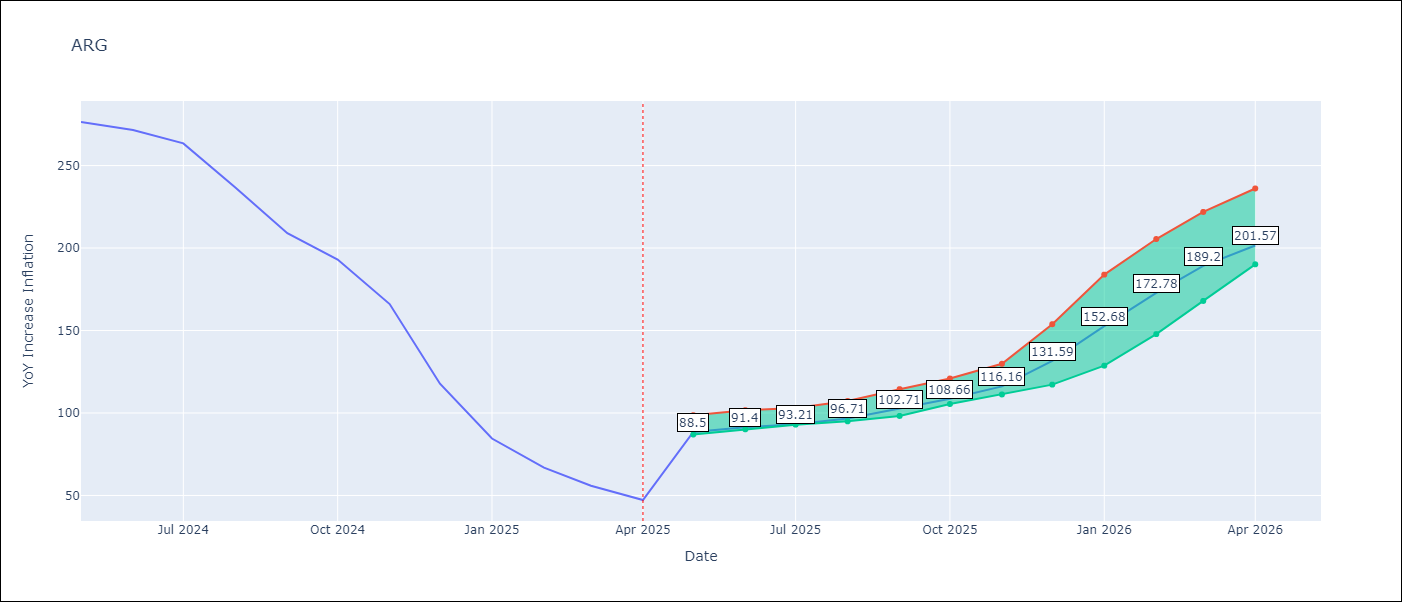 ARG
YoY Increase Inflation
250
200
150
100
50
88.5
91.4
93.21
96.71
102.71
108.66
116.16
131.59
152.68
172.78
189.2
201.57
Jul 2024
Oct 2024
Jan 2025
Apr 2025
Jul 2025
Oct 2025
Jan 2026
Apr 2026
Date